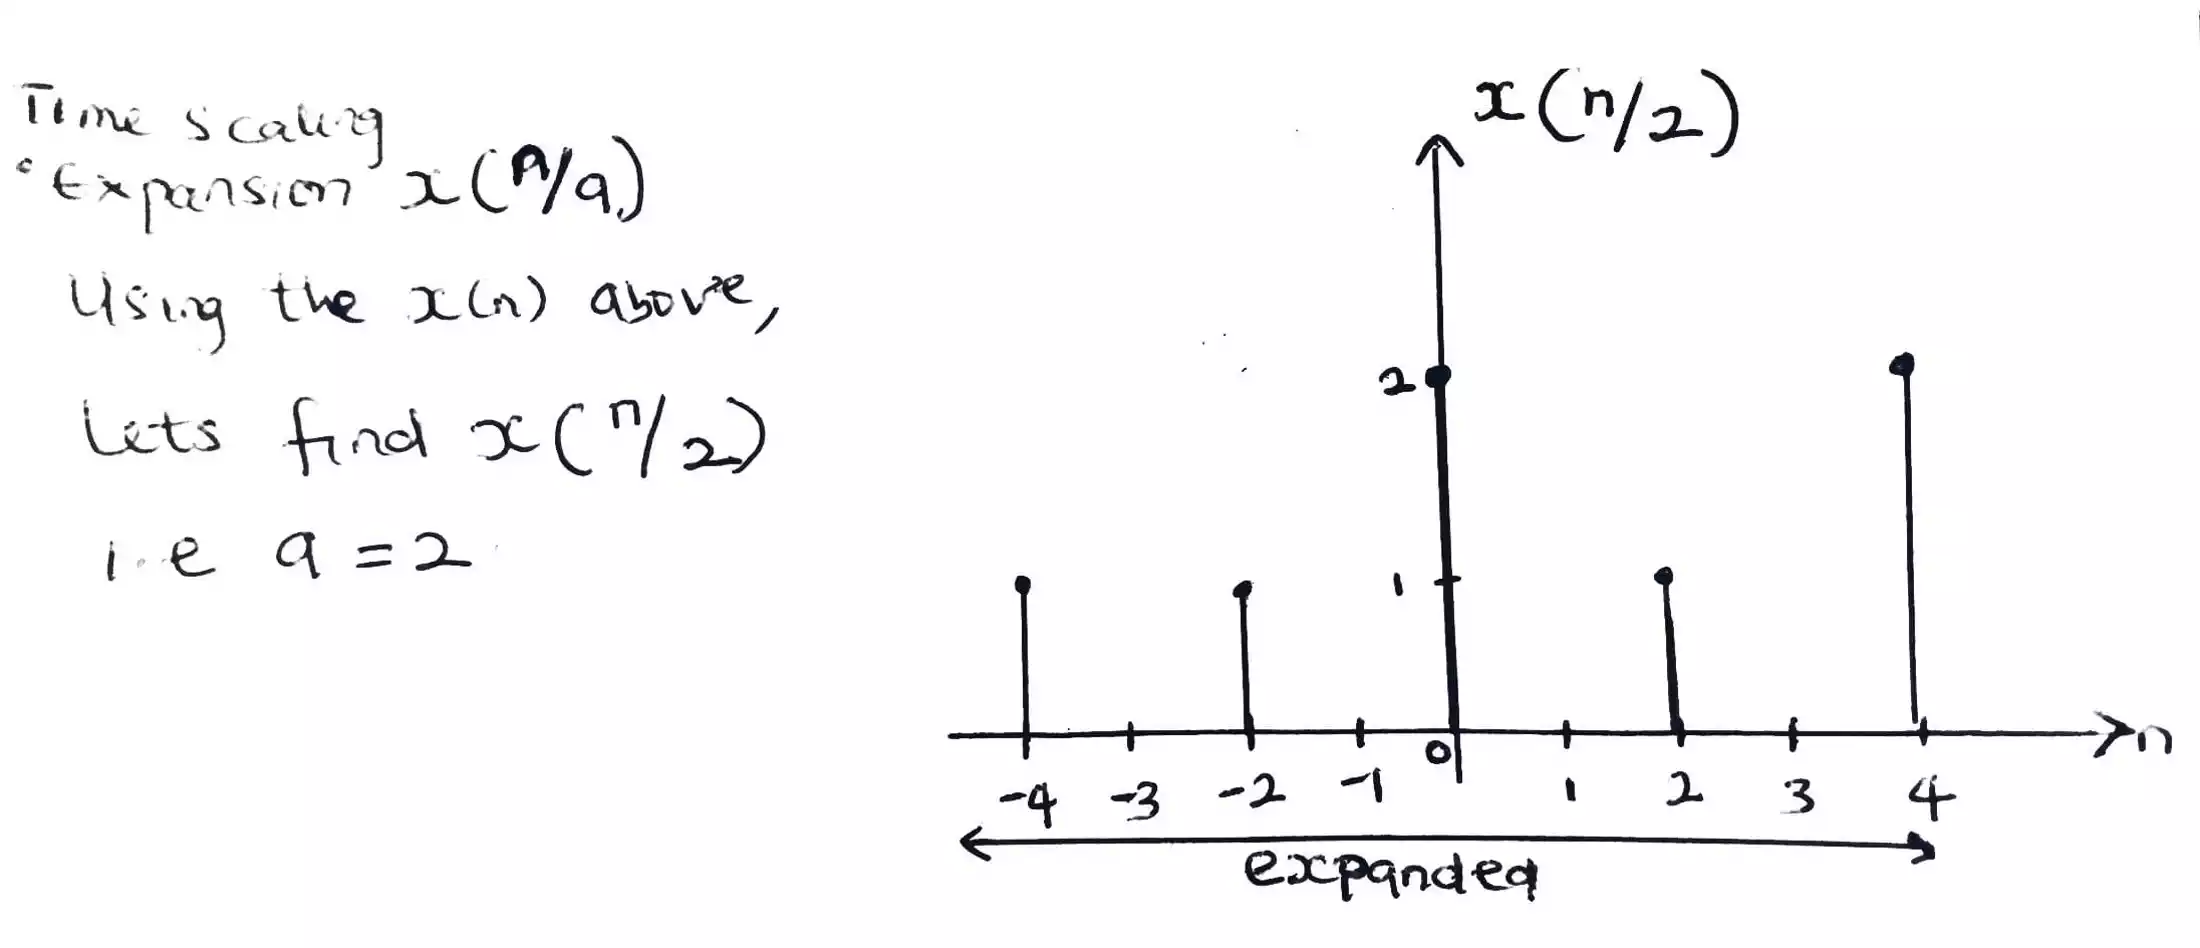 Time scaling
• Expansion x(n/a)
Using the x(n) above,
Lets find x(n/2)
i.e a = 2
x(n/2)
2
1
0
n
-4 -3 -2 -1 1 2 3 4
expanded